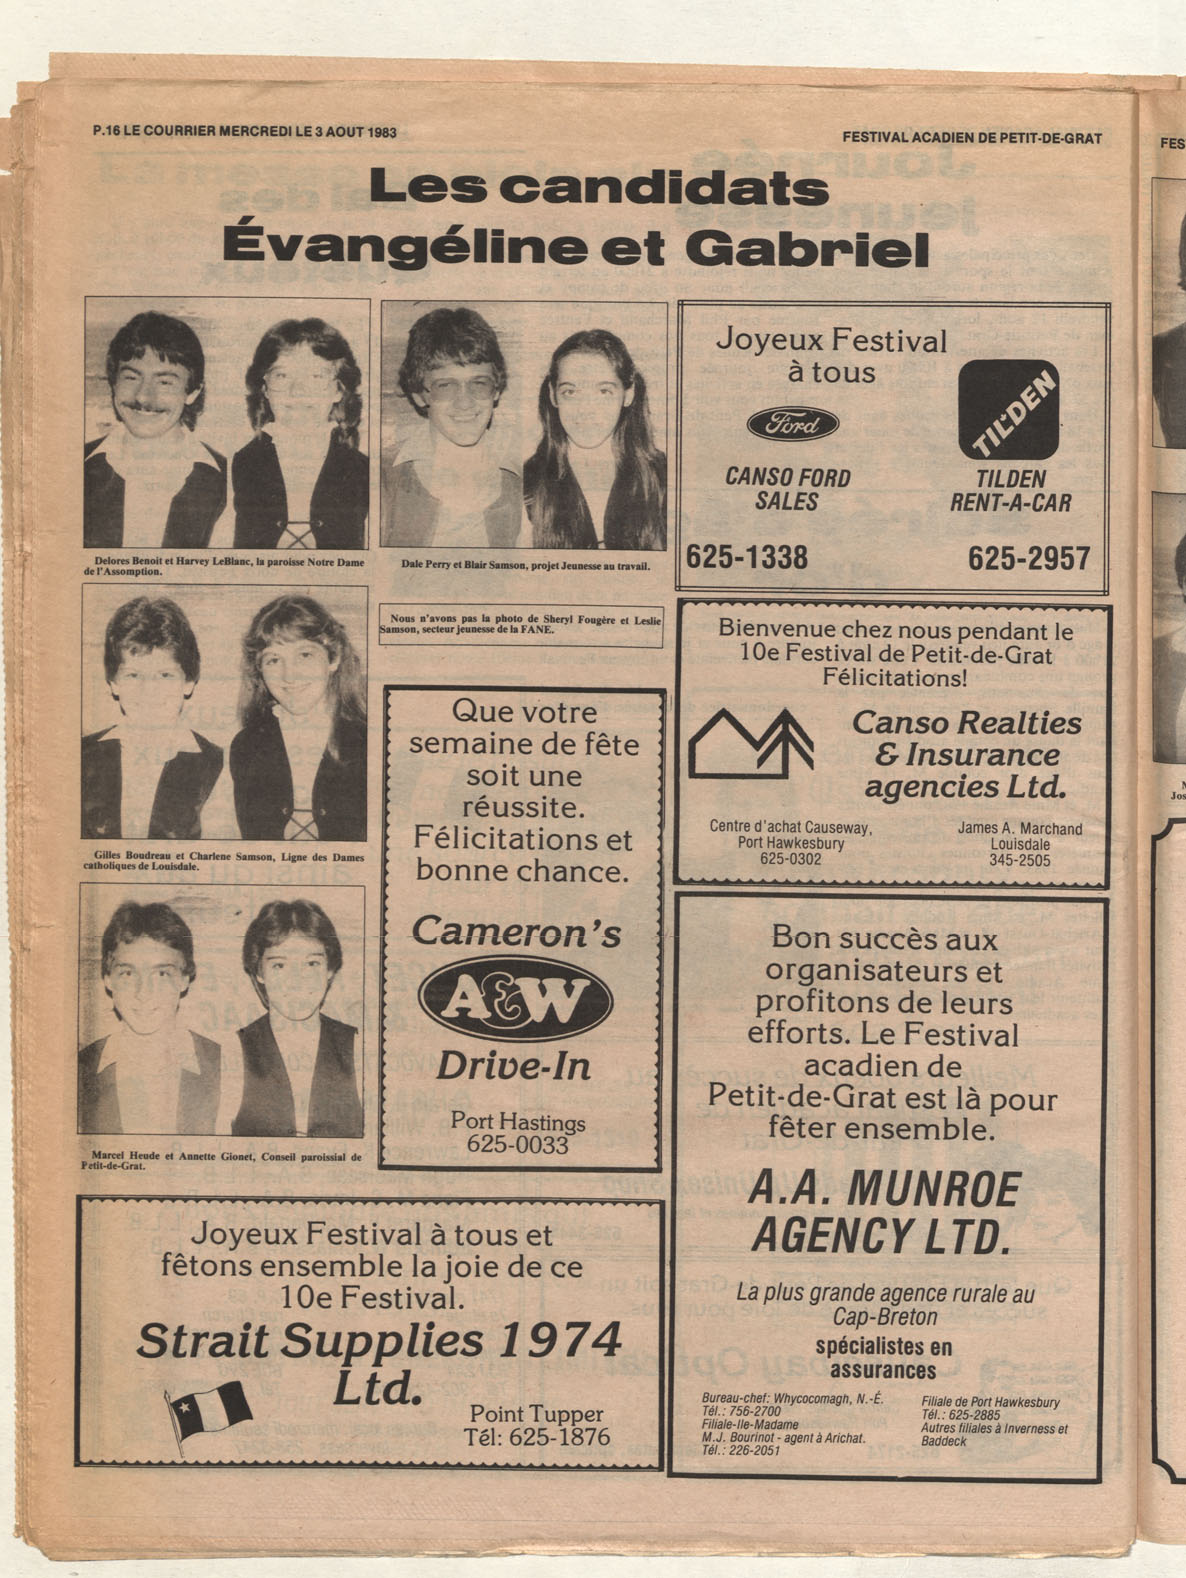 P.16 LE COURRIER MERCREDI LE 3 AOUT 1983
FESTIVAL ACADIEN DE PETIT-DE-GRAT
Les candidats
Évangéline et Gabriel
Delores Benoit et Harvey LeBlanc, la paroisse Notre Dame
de l'Assomption.
Dale Perry et Blair Samson, projet Jeunesse au travail.
Nous n'avons pas la photo de Sheryl Fougère et Leslie
Samson, secteur jeunesse de la FANE.
Gilles Boudreau et Charlene Samson, Ligne des Dames
catholiques de Louisdale.
Marcel Heude et Annette Gionet, Conseil paroissial de
Petit-de-Grat.
Que votre
semaine de fête
soit une
réussite.
Félicitations et
bonne chance.
Cameron's
A&W
Drive-In
Port Hastings
625-0033
Joyeux Festival à tous et
fêtons ensemble la joie de ce
10e Festival.
Strait Supplies 1974
Ltd.
Point Tupper
Tél: 625-1876
Joyeux Festival
à tous
Ford
TILDEN
CANSO FORD
SALES
TILDEN
RENT-A-CAR
625-1338
625-2957
Bienvenue chez nous pendant le
10e Festival de Petit-de-Grat
Félicitations!
Canso Realties
& Insurance
agencies Ltd.
Centre d'achat Causeway,
Port Hawkesbury
625-0302
James A. Marchand
Louisdale
345-2505
Bon succès aux
organisateurs et
profitons de leurs
efforts. Le Festival
acadien de
Petit-de-Grat est là pour
fêter ensemble.
A.A. MUNROE
AGENCY LTD.
La plus grande agence rurale au
Cap-Breton
spécialistes en
assurances
Bureau-chef: Whycocomagh, N.-É.
Tél.: 756-2700
Filiale-Ile-Madame
M.J. Bourinot - agent à Arichat.
Tél.: 226-2051
Filiale de Port Hawkesbury
Tél.: 625-2885
Autres filiales à Inverness et
Baddeck
FES
Jos